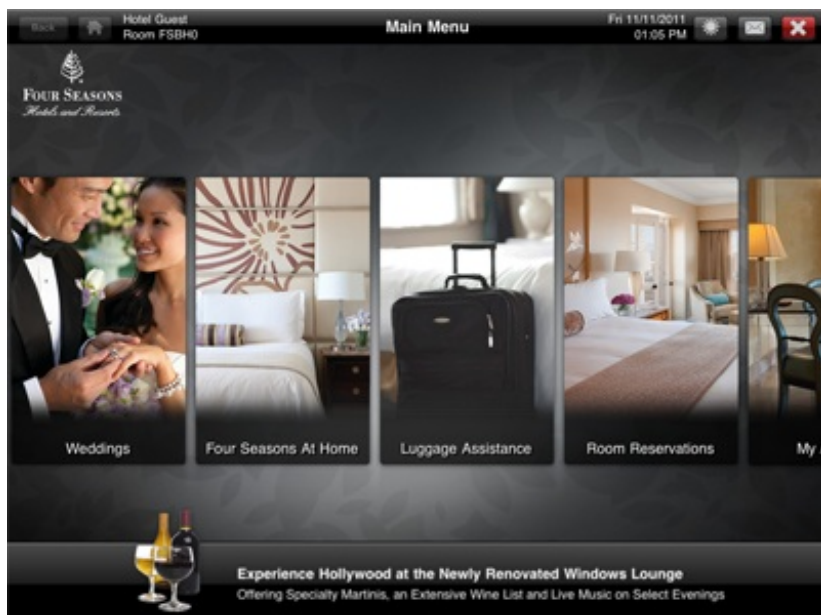 Back
Hotel Guest
Room FSBH0
Main Menu
Fri 11/11/2011
01:05 PM
FOUR SEASONS
Hotels and Resorts
Weddings
Four Seasons At Home
Luggage Assistance
Room Reservations
My
Experience Hollywood at the Newly Renovated Windows Lounge
Offering Specialty Martinis, an Extensive Wine List and Live Music on Select Evenings